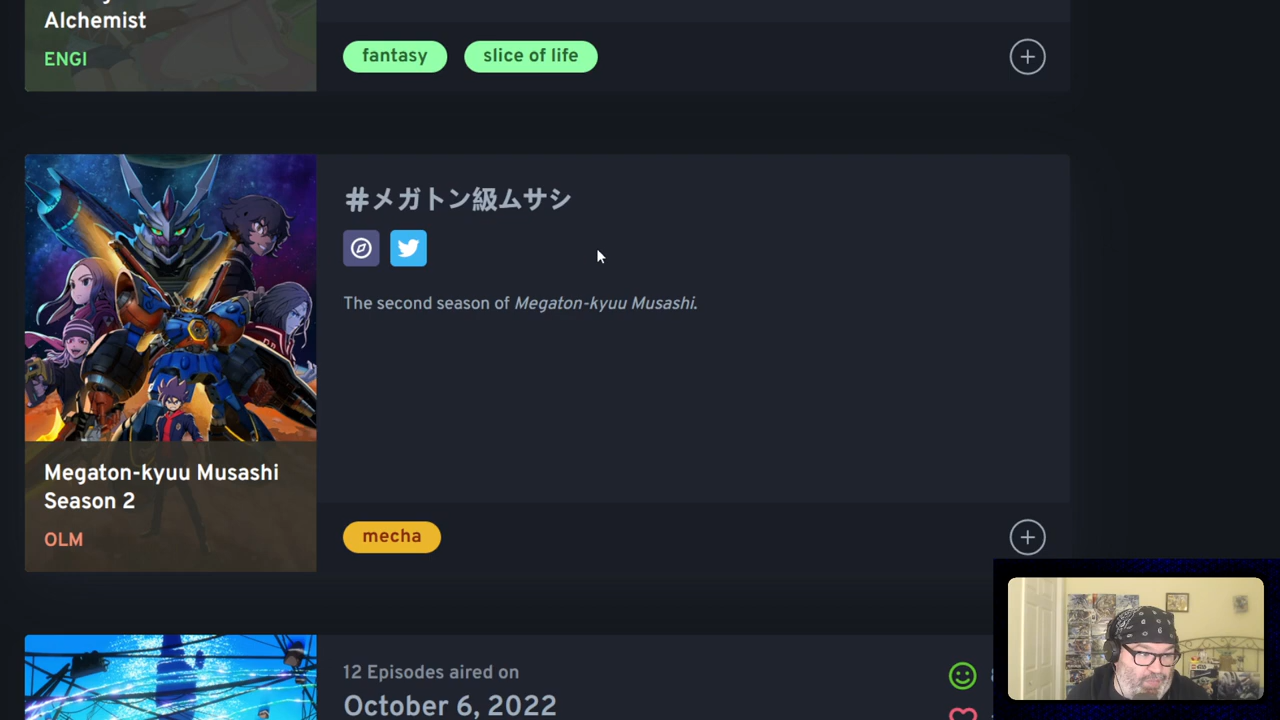 Alchemist
ENGI
fantasy
slice of life
#メガトン級ムサシ
The second season of Megaton-kyuu Musashi.
Megaton-kyuu Musashi
Season 2
OLM
mecha
12 Episodes aired on
October 6, 2022